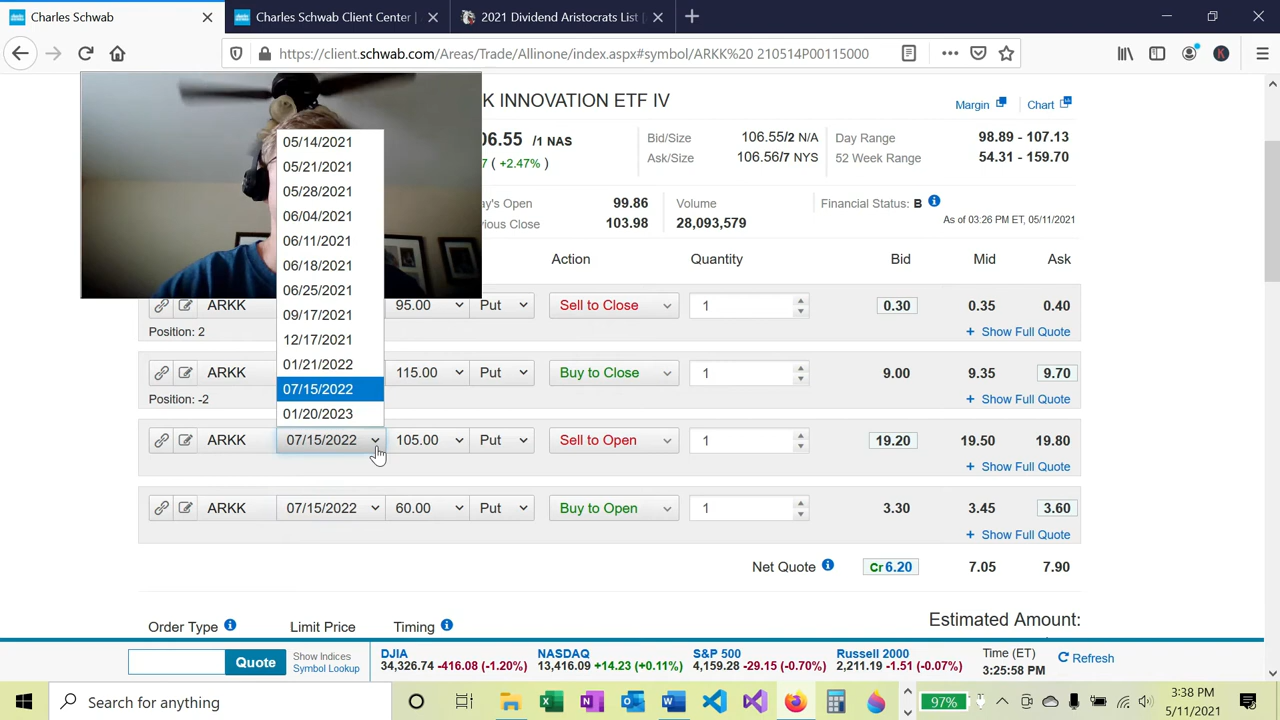 Charles Schwab
Charles Schwab Client Center |
2021 Dividend Aristocrats List |
https://client.schwab.com/Areas/Trade/Allinone/index.aspx#symbol/ARKK%20 210514P00115000
K INNOVATION ETF IV
Margin
Chart
06.55 /1 NAS
7 ( +2.47% )
Bid/Size 106.55/2 N/A
Ask/Size 106.56/7 NYS
Day Range 98.89 - 107.13
52 Week Range 54.31 - 159.70
y's Open 99.86
vious Close 103.98
Volume
28,093,579
Financial Status: B
As of 03:26 PM ET, 05/11/2021
Action Quantity Bid Mid Ask
05/14/2021
05/21/2021
05/28/2021
06/04/2021
06/11/2021
06/18/2021
06/25/2021
09/17/2021
12/17/2021
01/21/2022
07/15/2022
01/20/2023
ARKK 95.00 Put Sell to Close 1 0.30 0.35 0.40
Position: 2
+ Show Full Quote
ARKK 115.00 Put Buy to Close 1 9.00 9.35 9.70
Position: -2
+ Show Full Quote
ARKK 07/15/2022 105.00 Put Sell to Open 1 19.20 19.50 19.80
+ Show Full Quote
ARKK 07/15/2022 60.00 Put Buy to Open 1 3.30 3.45 3.60
+ Show Full Quote
Net Quote Cr 6.20 7.05 7.90
Order Type Limit Price Timing
Estimated Amount:
Quote
Show Indices
Symbol Lookup
DJIA
34,326.74 -416.08 (-1.20%)
NASDAQ
13,416.09 +14.23 (+0.11%)
S&P 500
4,159.28 -29.15 (-0.70%)
Russell 2000
2,211.19 -1.51 (-0.07%)
Time (ET)
3:25:58 PM
Refresh
Search for anything
97%
3:38 PM
5/11/2021